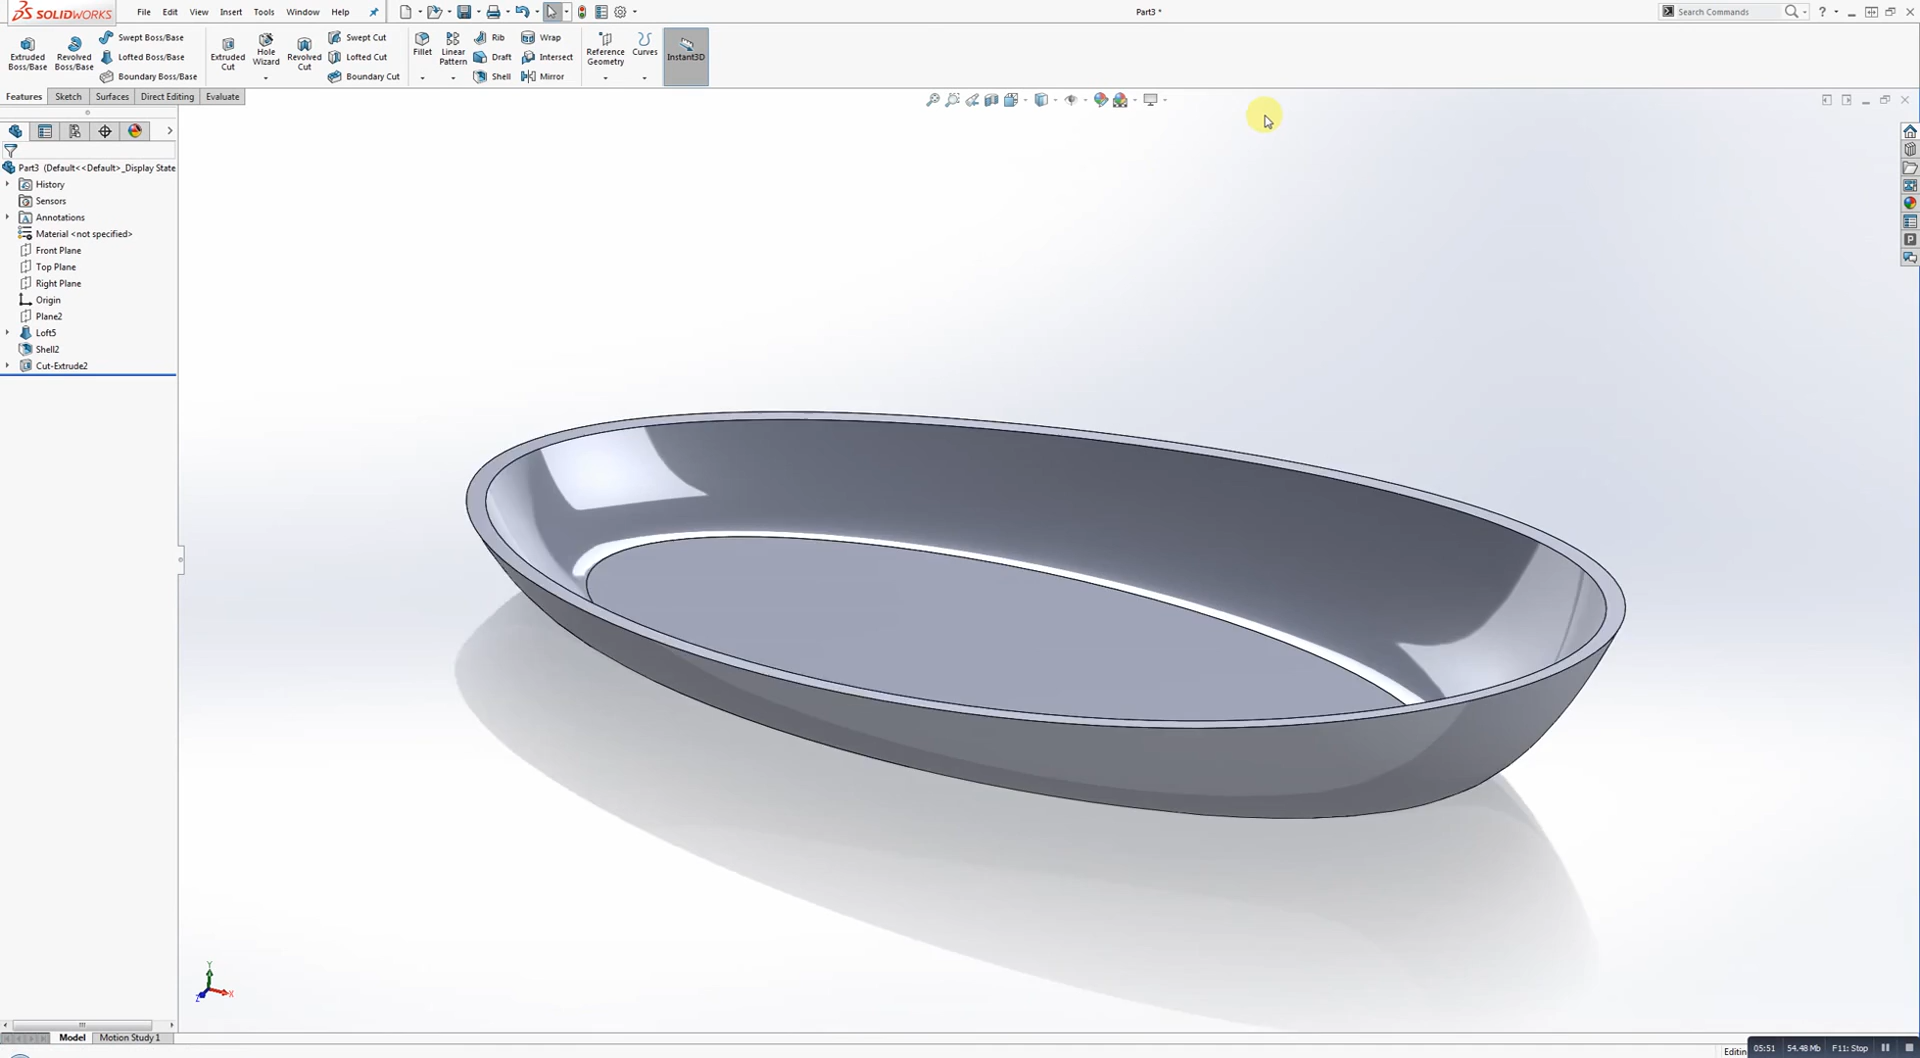 SOLIDWORKS File Edit View Insert Tools Window Help Part3 * Search Commands
Extruded Boss/Base
Revolved Boss/Base
Swept Boss/Base
Lofted Boss/Base
Boundary Boss/Base
Extruded Cut
Hole Wizard
Revolved Cut
Swept Cut
Lofted Cut
Boundary Cut
Fillet
Linear Pattern
Rib
Draft
Shell
Wrap
Intersect
Mirror
Reference Geometry
Curves
Instant3D
Features Sketch Surfaces Direct Editing Evaluate
Part3 (Default<<Default>_Display State
History
Sensors
Annotations
Material <not specified>
Front Plane
Top Plane
Right Plane
Origin
Plane2
Loft5
Shell2
Cut-Extrude2
Y
X
Z
Model Motion Study 1
Editin 05:51 54.48 Mb F11: Stop